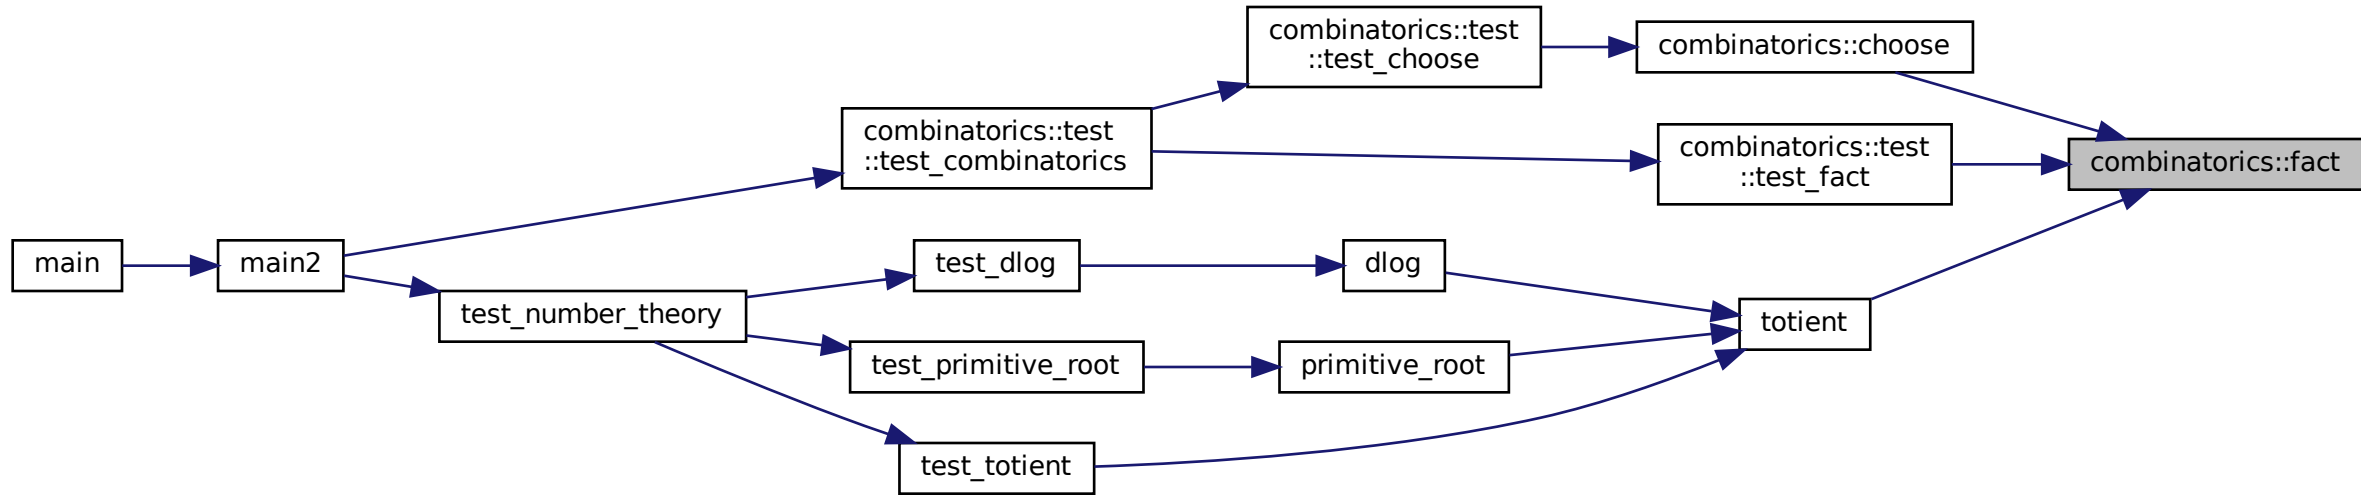 combinatorics::test
::test_choose
combinatorics::choose
combinatorics::test
::test_combinatorics
combinatorics::test
::test_fact
combinatorics::fact
main
main2
test_dlog
dlog
test_number_theory
totient
test_primitive_root
primitive_root
test_totient